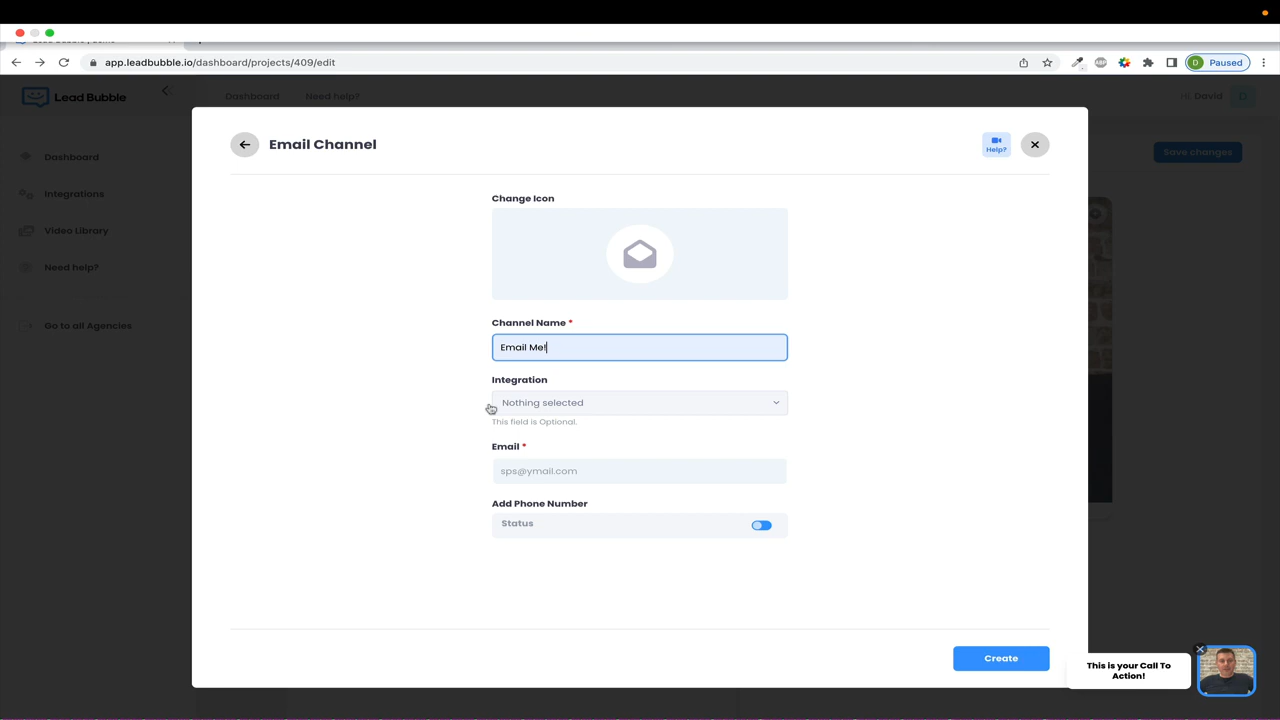 app.leadbubble.io/dashboard/projects/409/edit
ABP
D
Paused
Lead Bubble
Dashboard
Need help?
Hi, David
D
Email Channel
Help?
Dashboard
Save changes
Integrations
Video Library
Need help?
Go to all Agencies
Change Icon
Channel Name *
Email Me!
Integration
Nothing selected
This field is Optional.
Email *
sps@ymail.com
Add Phone Number
Status
Create
This is your Call To
Action!